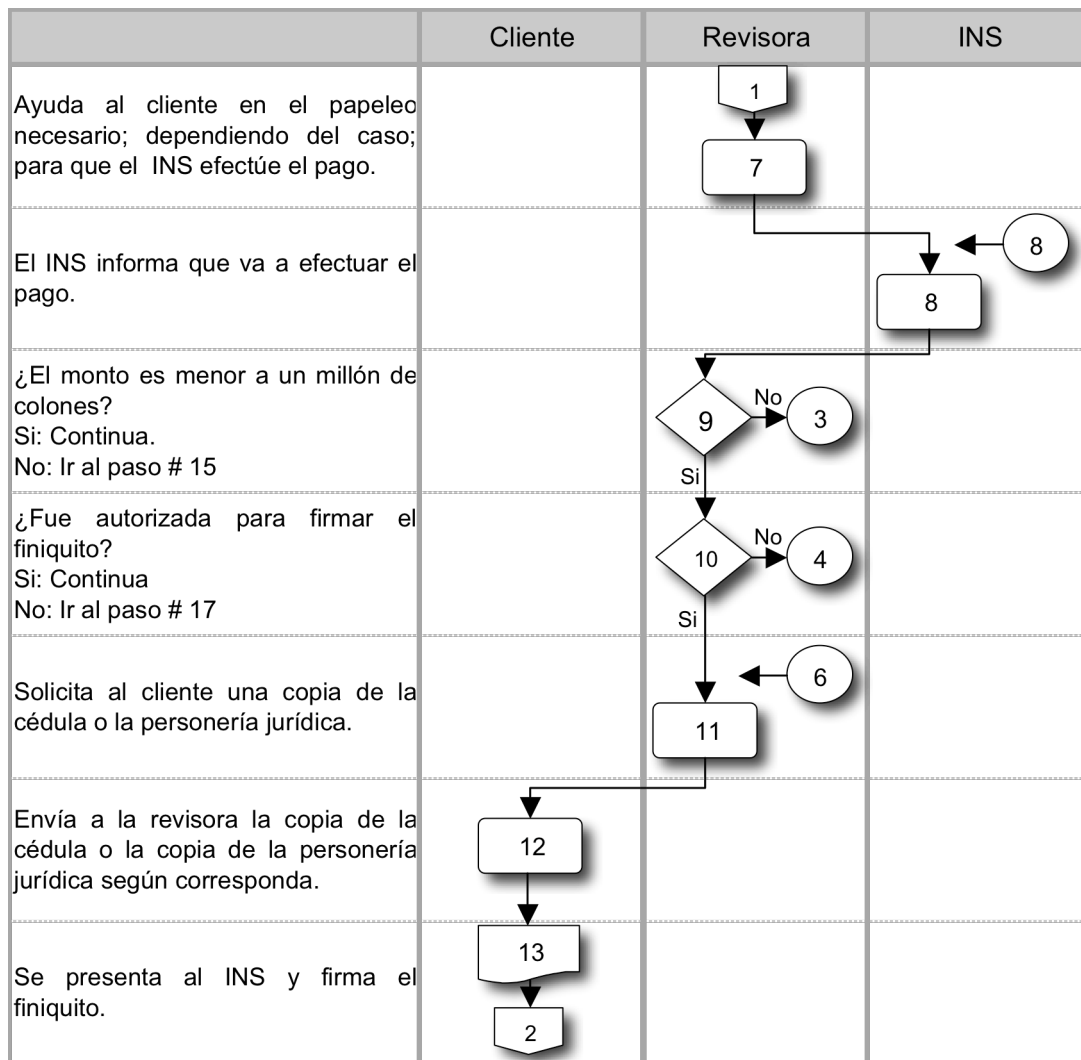 Cliente Revisora INS
1
Ayuda al cliente en el papeleo
necesario; dependiendo del caso;
para que el INS efectúe el pago.
7
El INS informa que va a efectuar el
pago.
8
8
¿El monto es menor a un millón de
colones?
Si: Continua.
No: Ir al paso # 15
9
No
3
Si
¿Fue autorizada para firmar el
finiquito?
Si: Continua
No: Ir al paso # 17
10
No
4
Si
Solicita al cliente una copia de la
cédula o la personería jurídica.
6
11
Envía a la revisora la copia de la
cédula o la copia de la personería
jurídica según corresponda.
12
Se presenta al INS y firma el
finiquito.
13
2